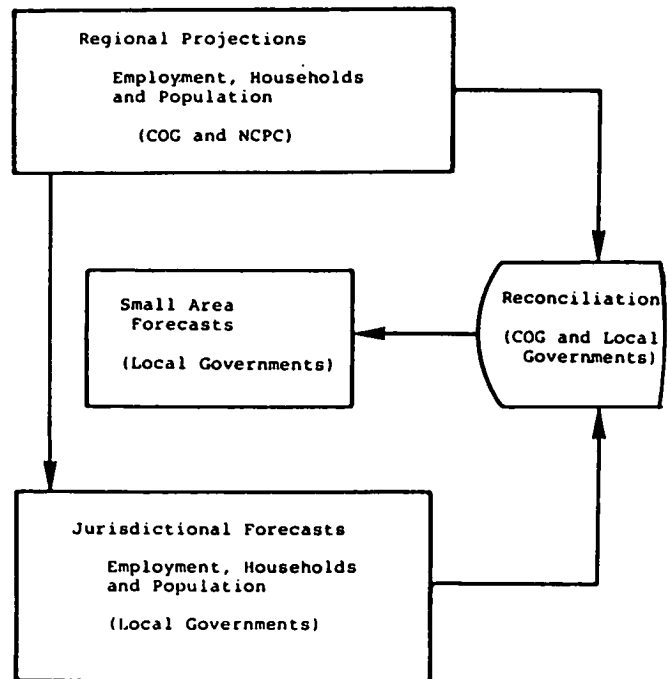 Regional Projections
Employment, Households
and Population
(COG and NCPC)
Small Area
Forecasts
(Local Governments)
Reconciliation
(COG and Local
Governments)
Jurisdictional Forecasts
Employment, Households
and Population
(Local Governments)